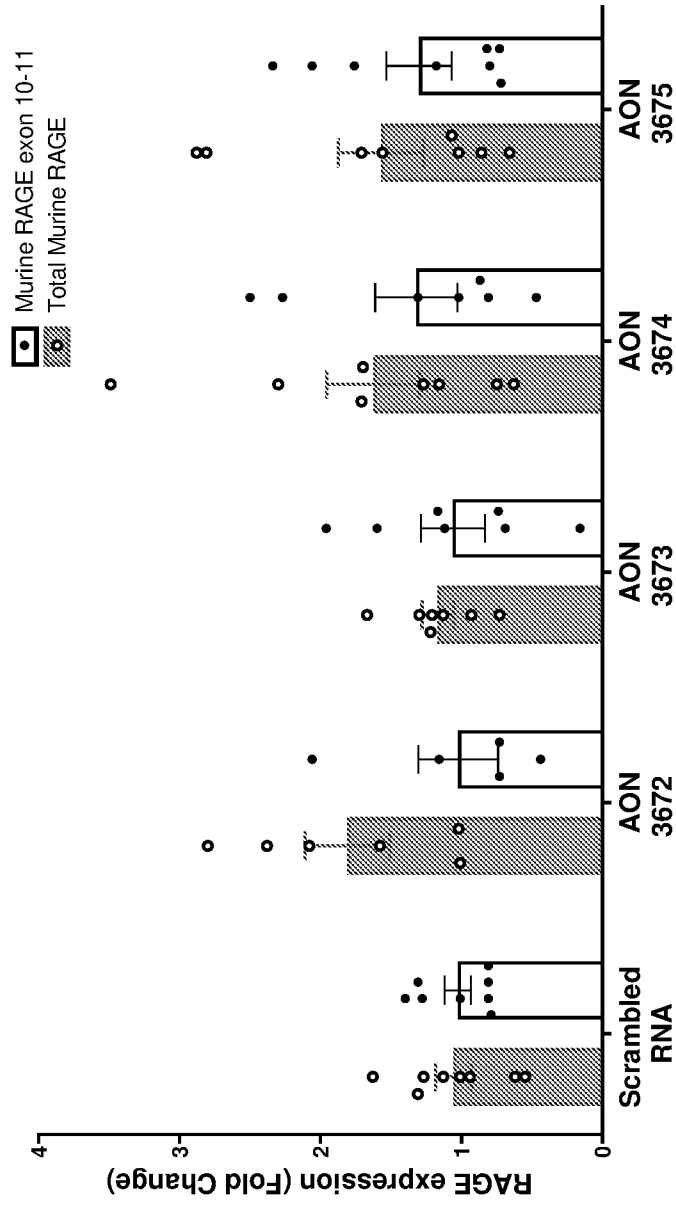 Murine RAGE exon 10-11
Total Murine RAGE
RAGE expression (Fold Change)
4
3
2
1
0
Scrambled
RNA
AON
3672
AON
3673
AON
3674
AON
3675